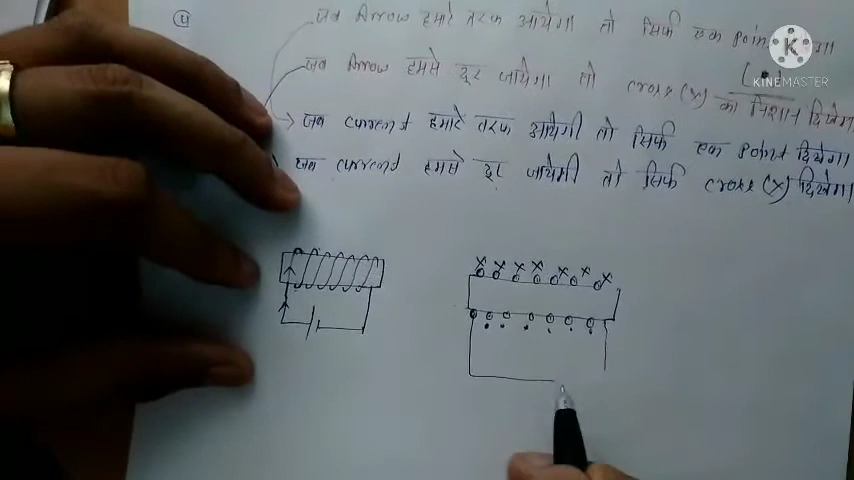 ④
जब Arrow हमारे तरफ आयेगा तो सिर्फ एक poin
जब Arrow हमसे दूर जायेगा तो cross (x) का निशान दिखेगा
जब current हमारे तरफ आयेगी तो सिर्फ एक point दिखेगा
जब current हमसे दूर जायेगी तो सिर्फ cross (x) दिखेगा
KINEMASTER